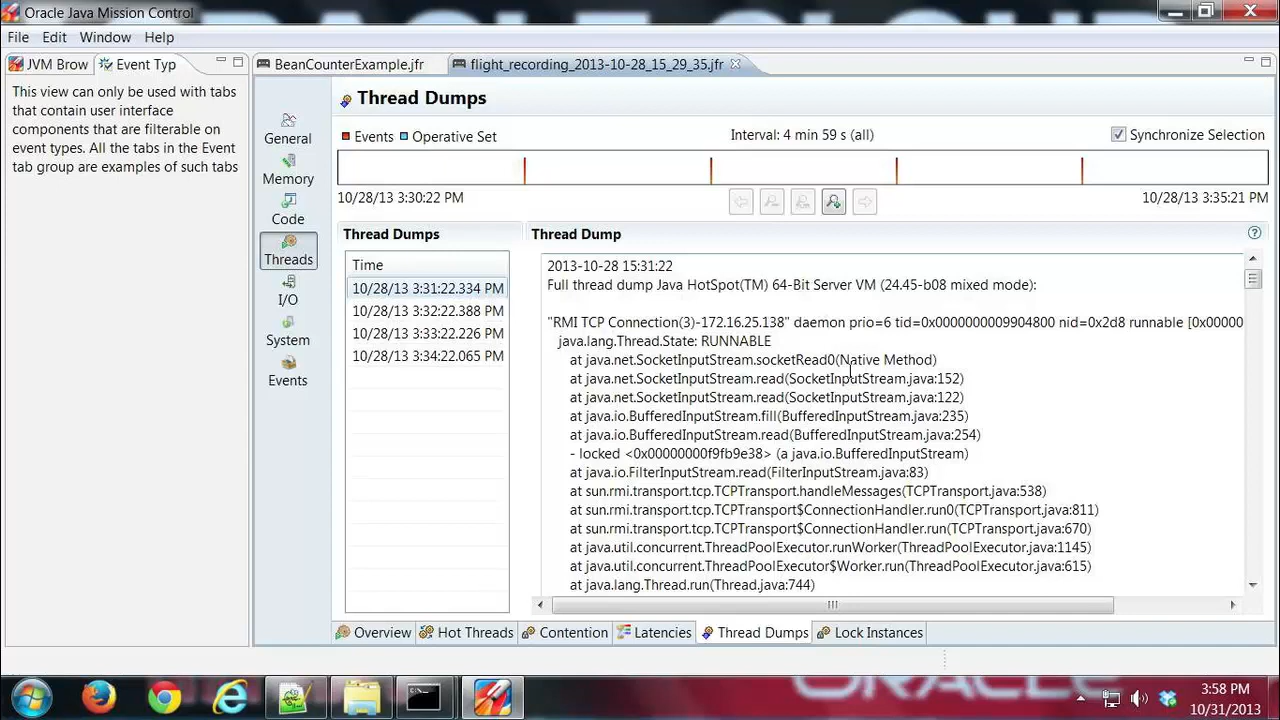 Oracle Java Mission Control
File Edit Window Help
JVM Brow
Event Typ
This view can only be used with tabs
that contain user interface
components that are filterable on
event types. All the tabs in the Event
tab group are examples of such tabs
BeanCounterExample.jfr
flight_recording_2013-10-28_15_29_35.jfr
General
Memory
Code
Threads
I/O
System
Events
Thread Dumps
Events Operative Set
Interval: 4 min 59 s (all)
Synchronize Selection
10/28/13 3:30:22 PM
10/28/13 3:35:21 PM
Thread Dumps
Time
10/28/13 3:31:22.334 PM
10/28/13 3:32:22.388 PM
10/28/13 3:33:22.226 PM
10/28/13 3:34:22.065 PM
Thread Dump
2013-10-28 15:31:22
Full thread dump Java HotSpot(TM) 64-Bit Server VM (24.45-b08 mixed mode):
"RMI TCP Connection(3)-172.16.25.138" daemon prio=6 tid=0x0000000009904800 nid=0x2d8 runnable [0x00000
java.lang.Thread.State: RUNNABLE
at java.net.SocketInputStream.socketRead0(Native Method)
at java.net.SocketInputStream.read(SocketInputStream.java:152)
at java.net.SocketInputStream.read(SocketInputStream.java:122)
at java.io.BufferedInputStream.fill(BufferedInputStream.java:235)
at java.io.BufferedInputStream.read(BufferedInputStream.java:254)
- locked <0x00000000f9fb9e38> (a java.io.BufferedInputStream)
at java.io.FilterInputStream.read(FilterInputStream.java:83)
at sun.rmi.transport.tcp.TCPTransport.handleMessages(TCPTransport.java:538)
at sun.rmi.transport.tcp.TCPTransport$ConnectionHandler.run0(TCPTransport.java:811)
at sun.rmi.transport.tcp.TCPTransport$ConnectionHandler.run(TCPTransport.java:670)
at java.util.concurrent.ThreadPoolExecutor.runWorker(ThreadPoolExecutor.java:1145)
at java.util.concurrent.ThreadPoolExecutor$Worker.run(ThreadPoolExecutor.java:615)
at java.lang.Thread.run(Thread.java:744)
Overview Hot Threads Contention Latencies Thread Dumps Lock Instances
3:58 PM
10/31/2013